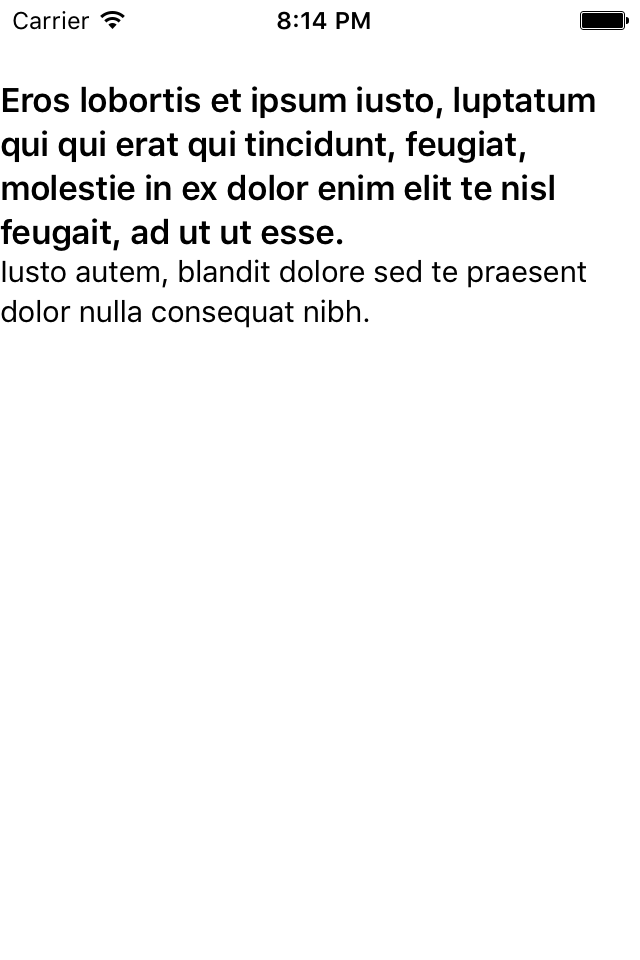 Carrier 8:14 PM
Eros lobortis et ipsum iusto, luptatum
qui qui erat qui tincidunt, feugiat,
molestie in ex dolor enim elit te nisl
feugait, ad ut ut esse.
Iusto autem, blandit dolore sed te praesent
dolor nulla consequat nibh.